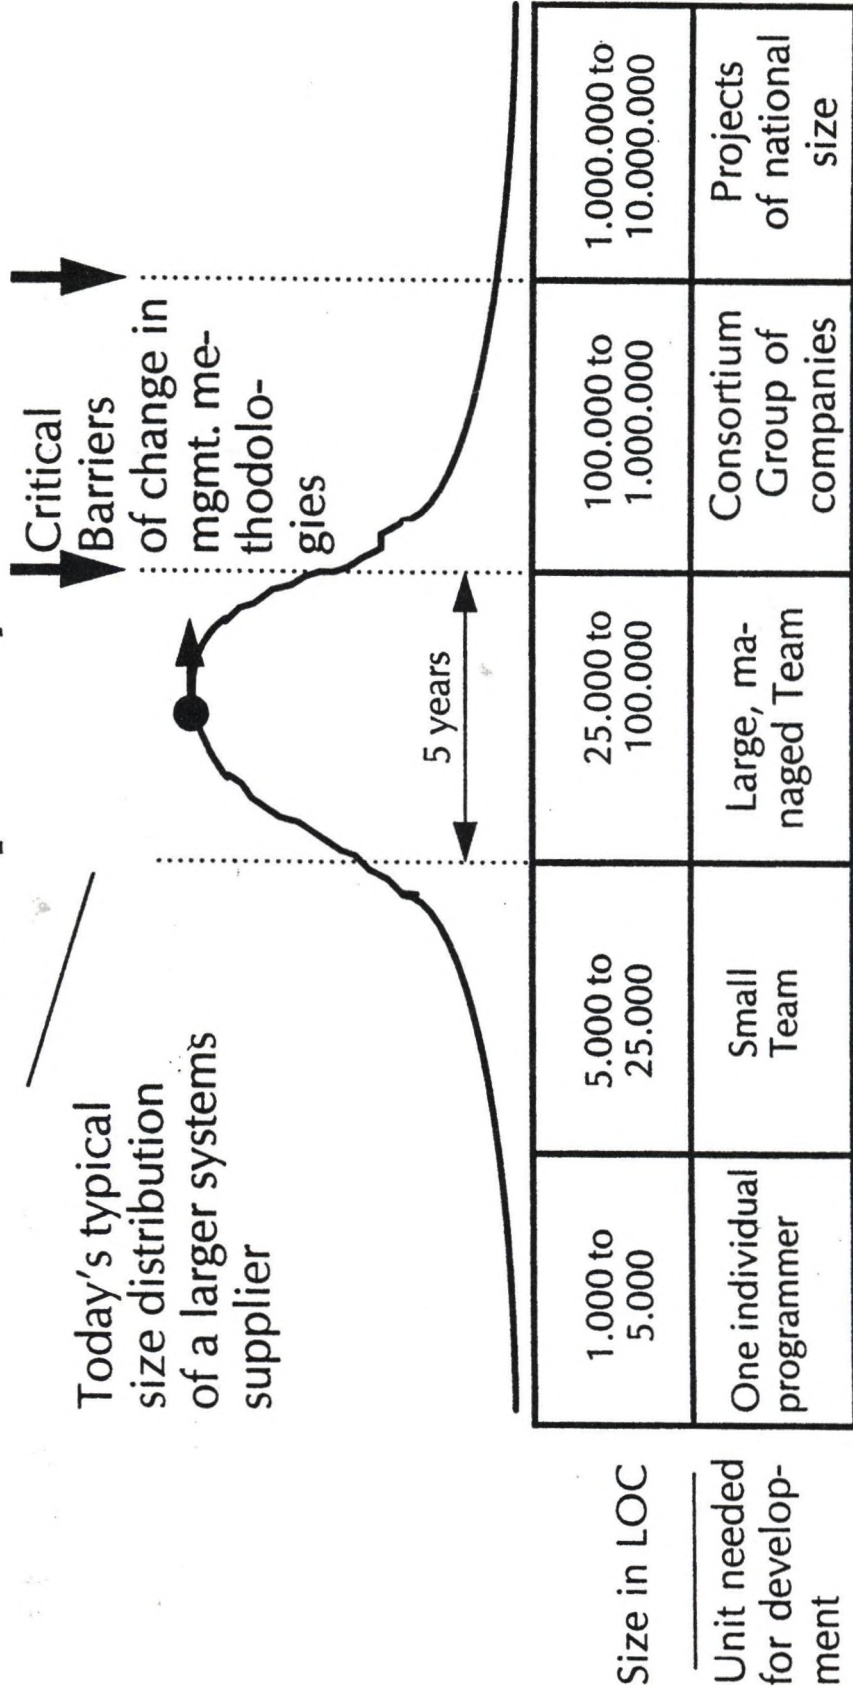 Critical
Barriers
of change in
mgmt. me-
thodolo-
gies
Today's typical
size distribution
of a larger systems
supplier
5 years
Size in LOC
1.000 to
5.000
5.000 to
25.000
25.000 to
100.000
100.000 to
1.000.000
1.000.000 to
10.000.000
Unit needed
for develop-
ment
One individual
programmer
Small
Team
Large, ma-
naged Team
Consortium
Group of
companies
Projects
of national
size